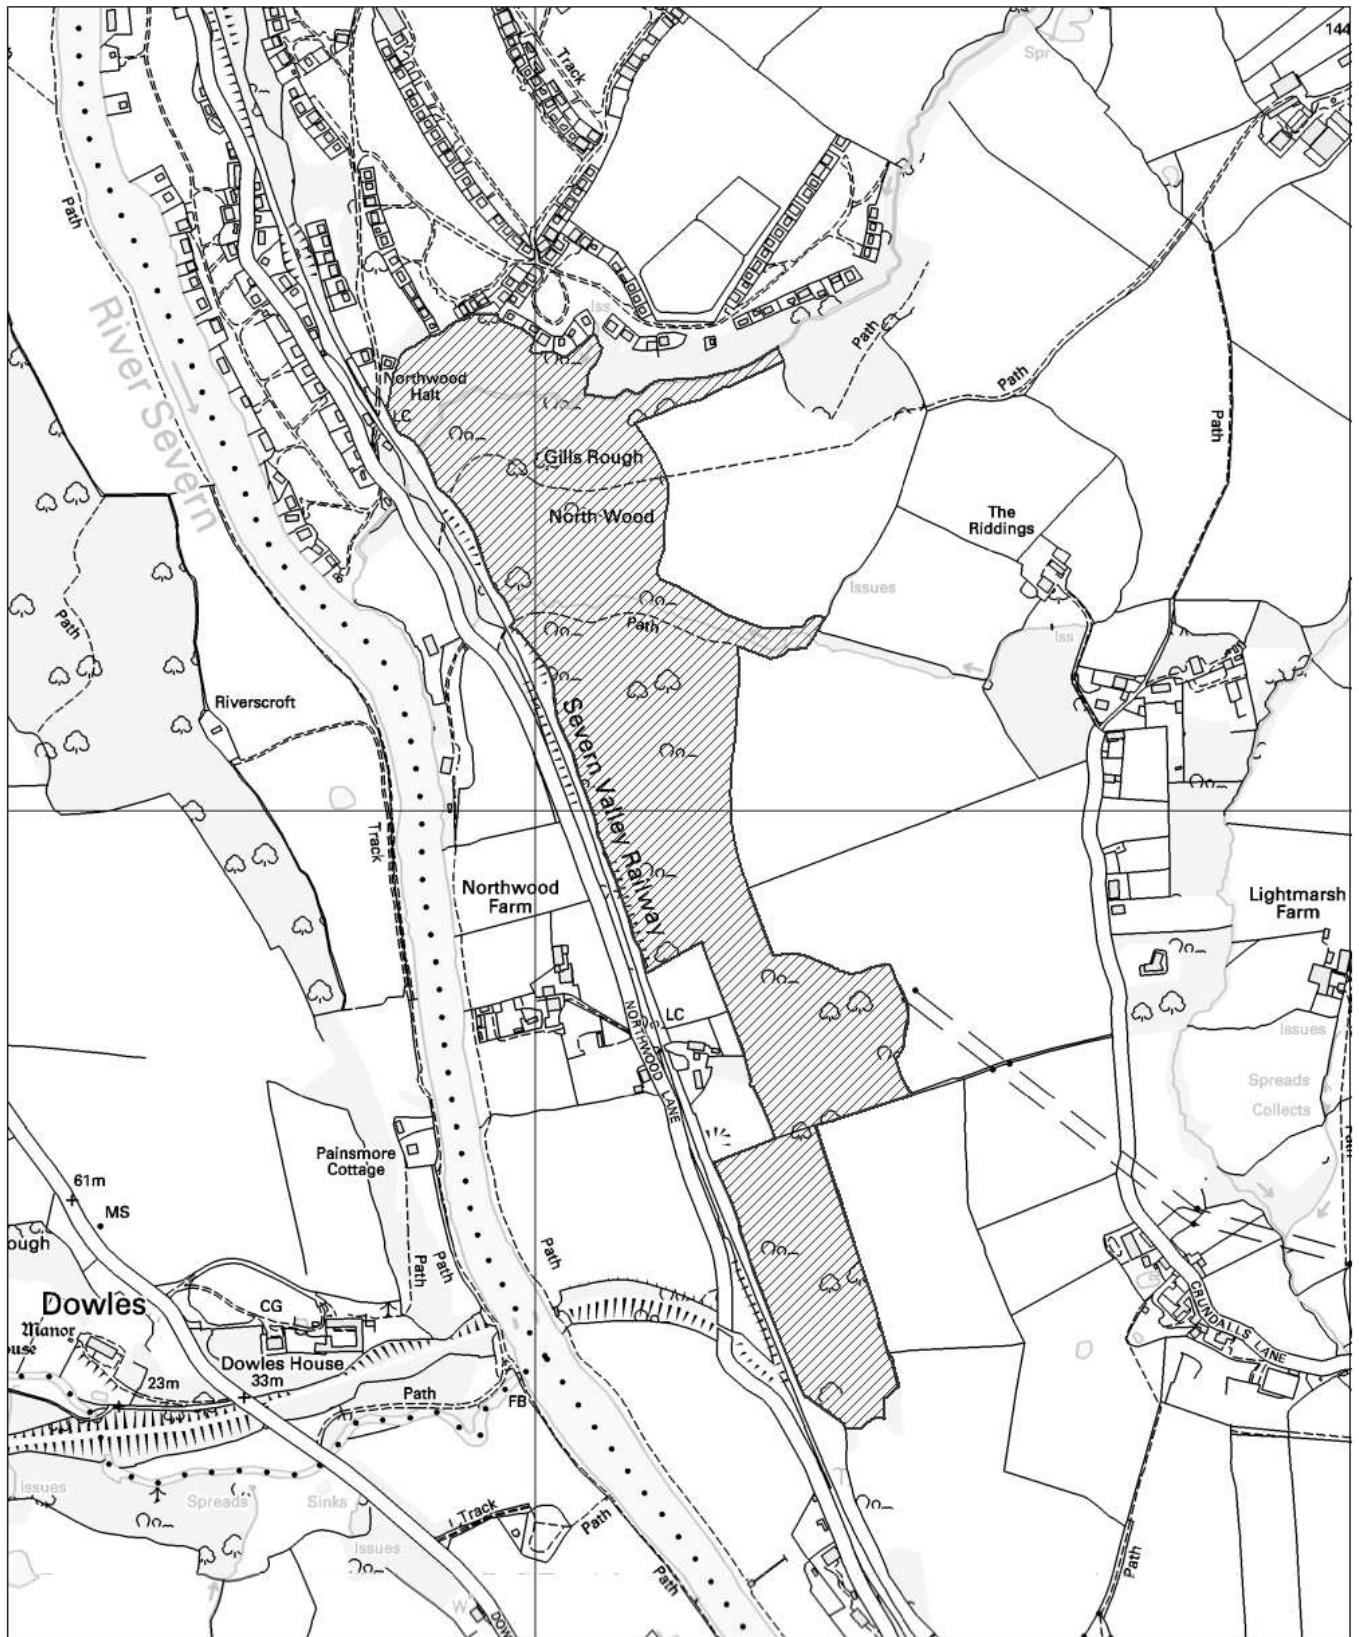 144
Track
Spr
Path
River Severn
Iss
Path
Northwood
Halt
LC
Path
Path
Gills Rough
North Wood
The
Riddings
Issues
Path
Path
Iss
Riverscroft
Severn Valley Railway
Track
Northwood
Farm
Lightmarsh
Farm
NORTHWOOD LANE
LC
Issues
Spreads
Collects
Path
Painsmore
Cottage
61m
MS
ough
Path
Path
Path
Dowles
CG
Manor
use
Dowles House
CRUNDALLS LANE
23m
33m
Path
FB
Issues
Spreads
Sinks
Track
Path
Issues
Path
Path
W
DOW